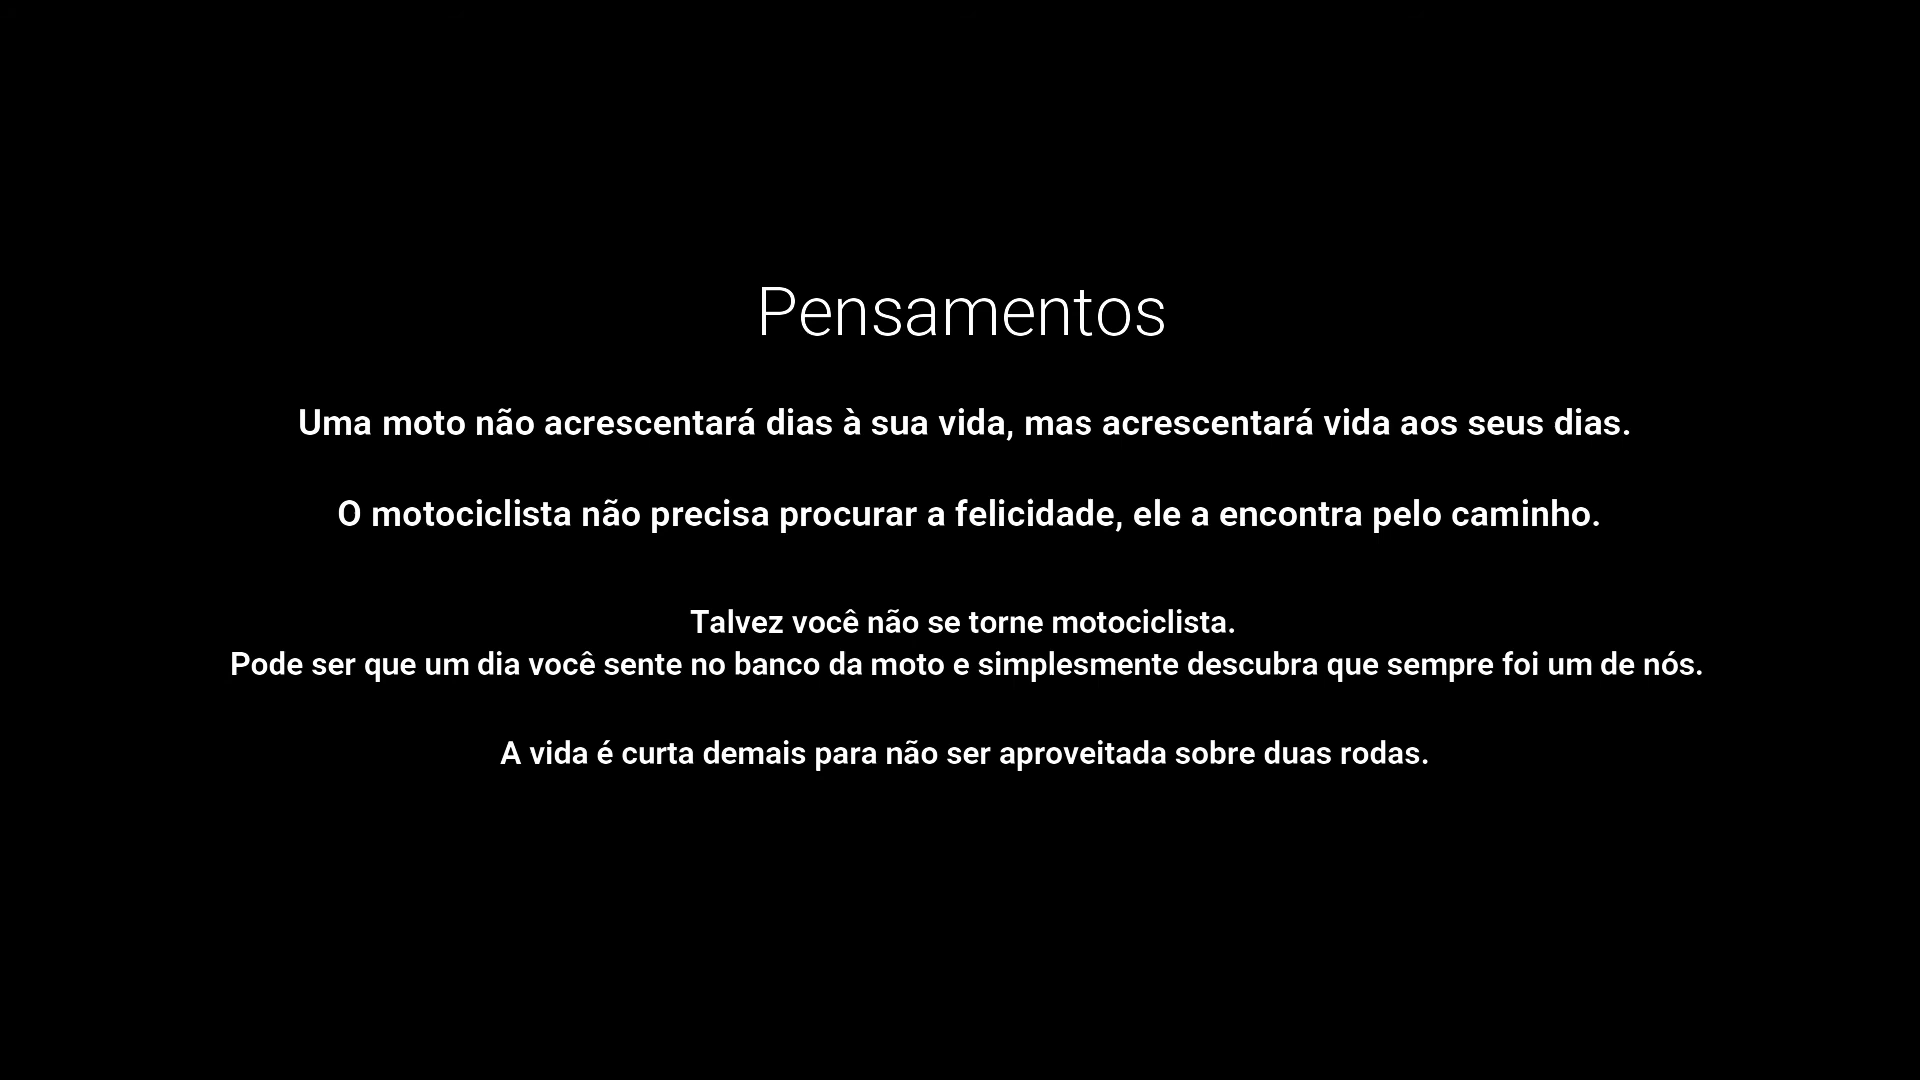 Pensamentos
Uma moto não acrescentará dias à sua vida, mas acrescentará vida aos seus dias.
O motociclista não precisa procurar a felicidade, ele a encontra pelo caminho.
Talvez você não se torne motociclista.
Pode ser que um dia você sente no banco da moto e simplesmente descubra que sempre foi um de nós.
A vida é curta demais para não ser aproveitada sobre duas rodas.